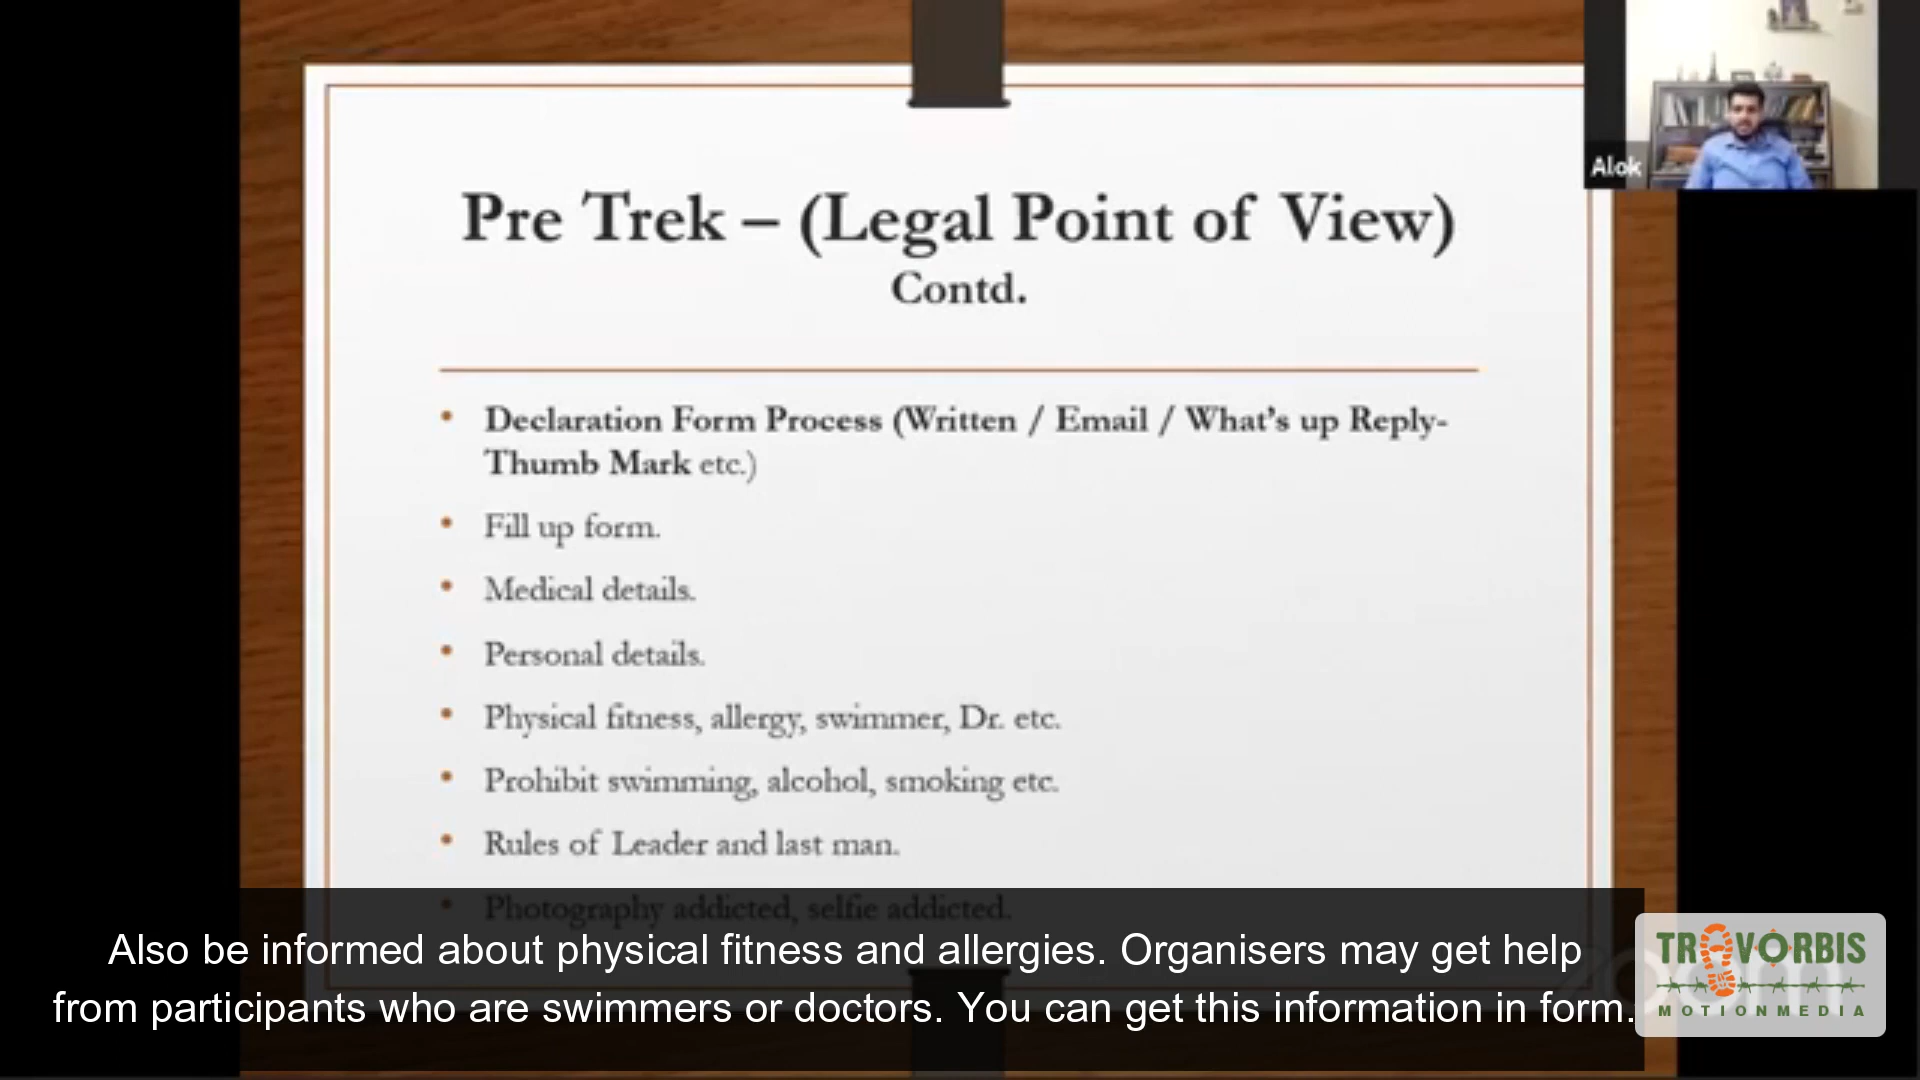 Pre Trek – (Legal Point of View)
Contd.
Alok
• Declaration Form Process (Written / Email / What's up Reply-
Thumb Mark etc.)
• Fill up form.
• Medical details.
• Personal details.
• Physical fitness, allergy, swimmer, Dr. etc.
• Prohibit swimming, alcohol, smoking etc.
• Rules of Leader and last man.
• Photography addicted, selfie addicted.
Also be informed about physical fitness and allergies. Organisers may get help
from participants who are swimmers or doctors. You can get this information in form.
zoom
TREVORBIS
MOTIONMEDIA